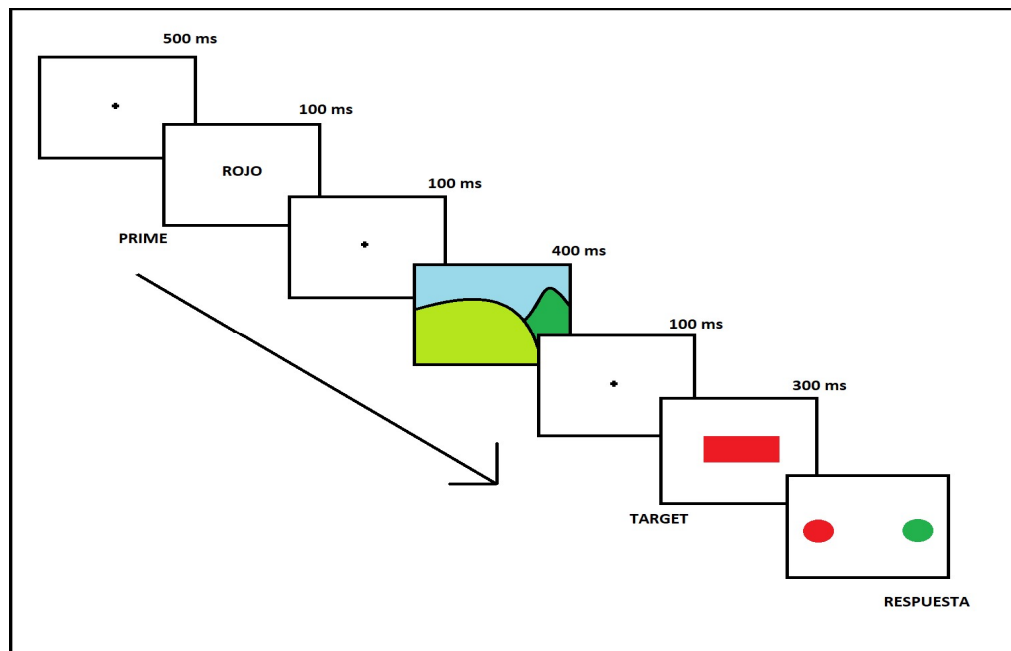 500 ms
100 ms
ROJO
100 ms
PRIME
400 ms
100 ms
300 ms
TARGET
RESPUESTA